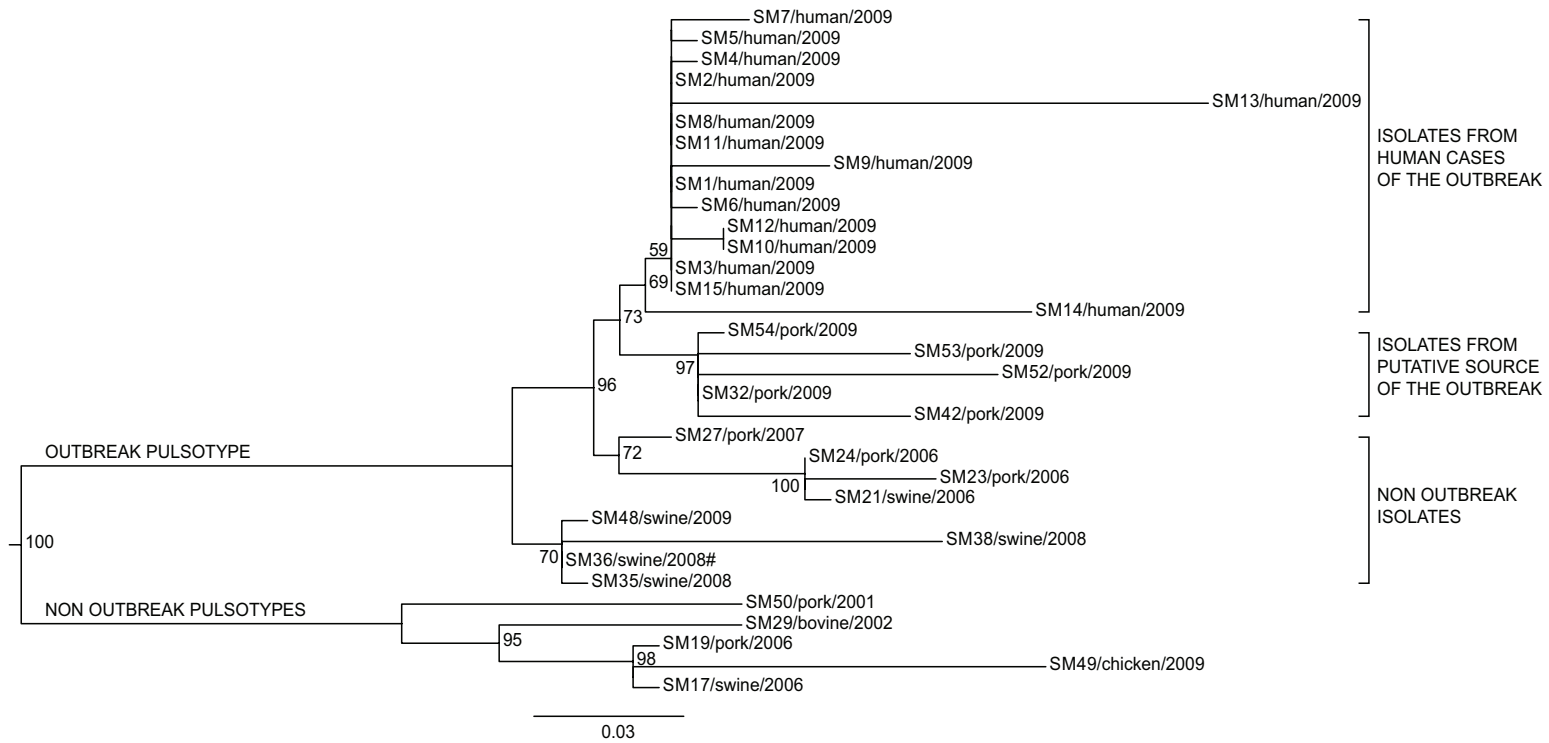 SM7/human/2009
SM5/human/2009
SM4/human/2009
SM2/human/2009
SM13/human/2009
SM8/human/2009
SM11/human/2009
SM9/human/2009
SM1/human/2009
SM6/human/2009
SM12/human/2009
SM10/human/2009
59
SM3/human/2009
69
SM15/human/2009
SM14/human/2009
73
ISOLATES FROM
HUMAN CASES
OF THE OUTBREAK
SM54/pork/2009
SM53/pork/2009
97
SM52/pork/2009
SM32/pork/2009
SM42/pork/2009
ISOLATES FROM
PUTATIVE SOURCE
OF THE OUTBREAK
96
SM27/pork/2007
72
SM24/pork/2006
SM23/pork/2006
100
SM21/swine/2006
OUTBREAK PULSOTYPE
SM48/swine/2009
SM38/swine/2008
70
SM36/swine/2008#
SM35/swine/2008
NON OUTBREAK
ISOLATES
100
NON OUTBREAK PULSOTYPES
SM50/pork/2001
SM29/bovine/2002
95
SM19/pork/2006
98
SM49/chicken/2009
SM17/swine/2006
0.03